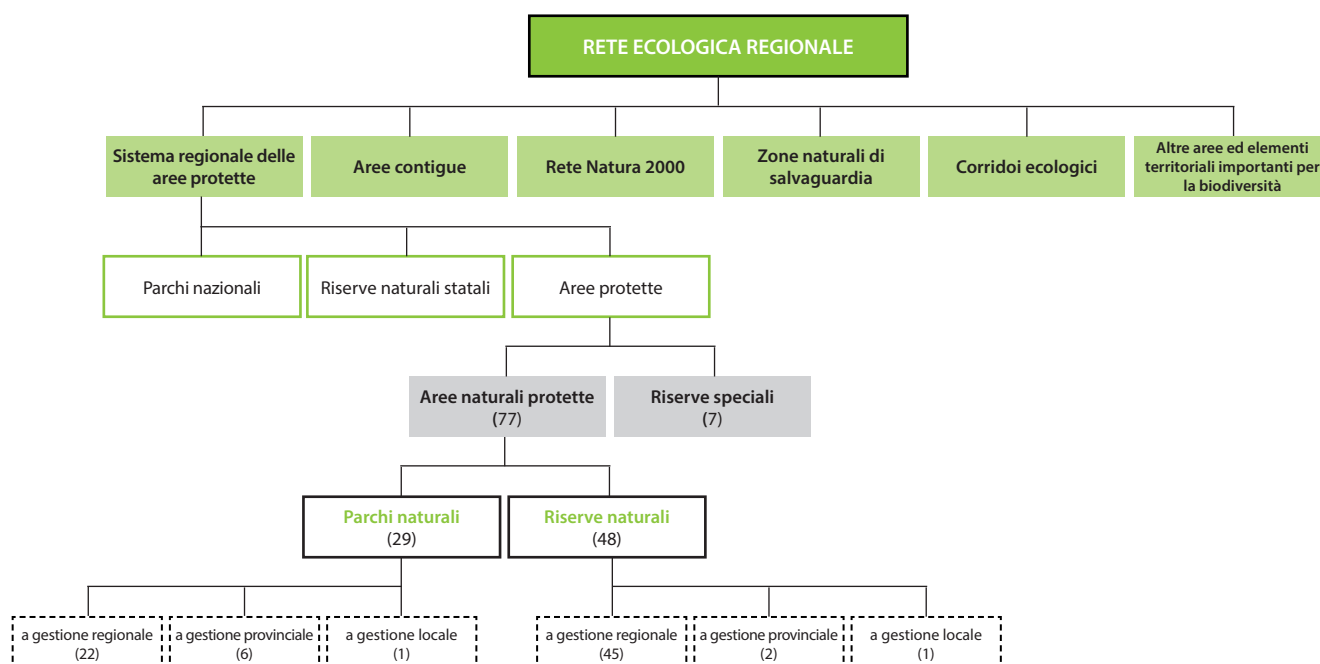 RETE ECOLOGICA REGIONALE
Sistema regionale delle
aree protette
Aree contigue
Rete Natura 2000
Zone naturali di
salvaguardia
Corridoi ecologici
Altre aree ed elementi
territoriali importanti per
la biodiversità
Parchi nazionali
Riserve naturali statali
Aree protette
Aree naturali protette
(77)
Riserve speciali
(7)
Parchi naturali
(29)
Riserve naturali
(48)
a gestione regionale
(22)
a gestione provinciale
(6)
a gestione locale
(1)
a gestione regionale
(45)
a gestione provinciale
(2)
a gestione locale
(1)